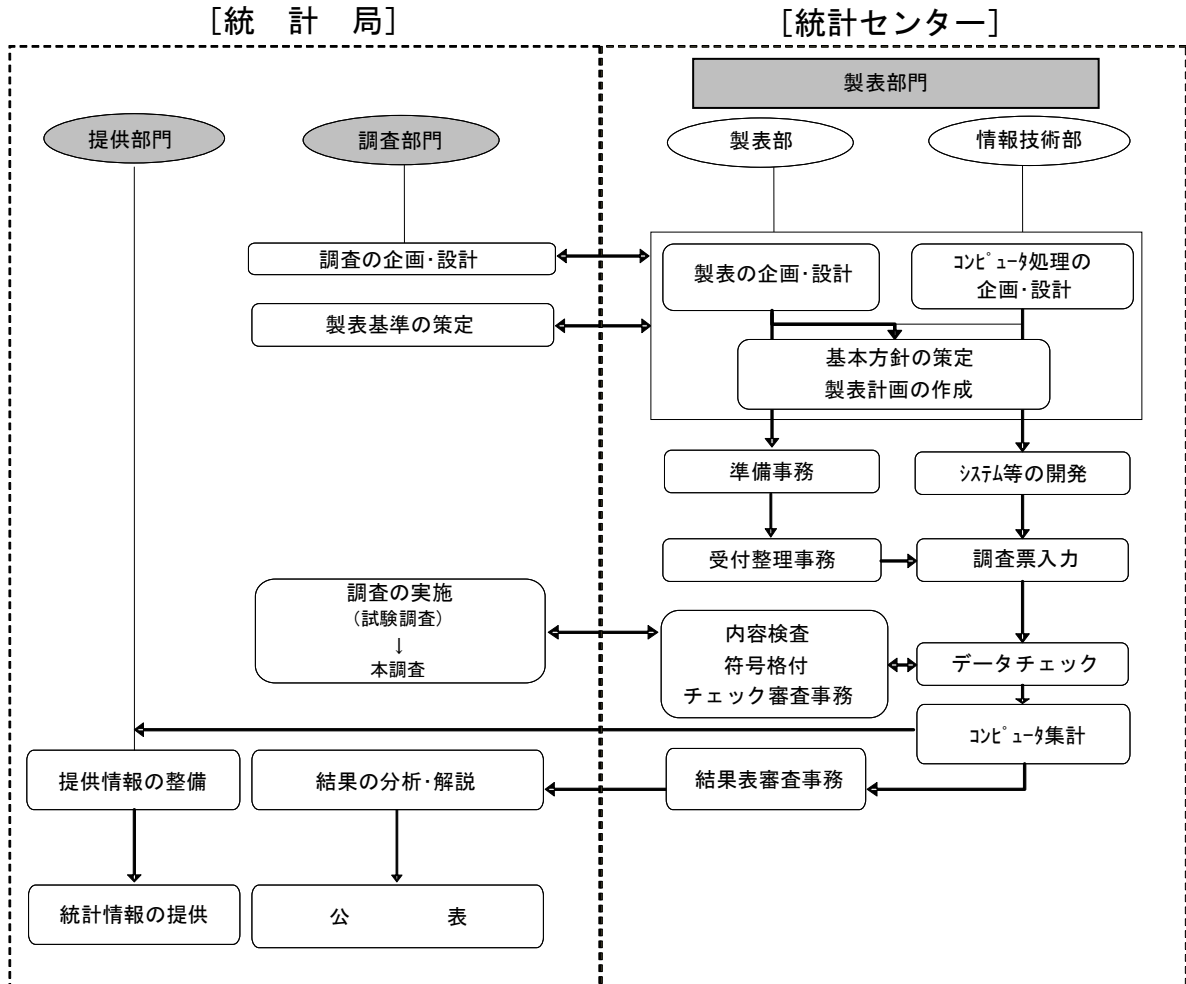 [統　計　局]
[統計センター]
製表部門
提供部門
調査部門
製表部
情報技術部
調査の企画・設計
製表の企画・設計
ｺﾝﾋﾟｭｰﾀ処理の
企画・設計
製表基準の策定
基本方針の策定
製表計画の作成
準備事務
ｼｽﾃﾑ等の開発
受付整理事務
調査票入力
調査の実施
(試験調査)
↓
本調査
内容検査
符号格付
チェック審査事務
データチェック
ｺﾝﾋﾟｭｰﾀ集計
提供情報の整備
結果の分析・解説
結果表審査事務
統計情報の提供
公　　　　　表